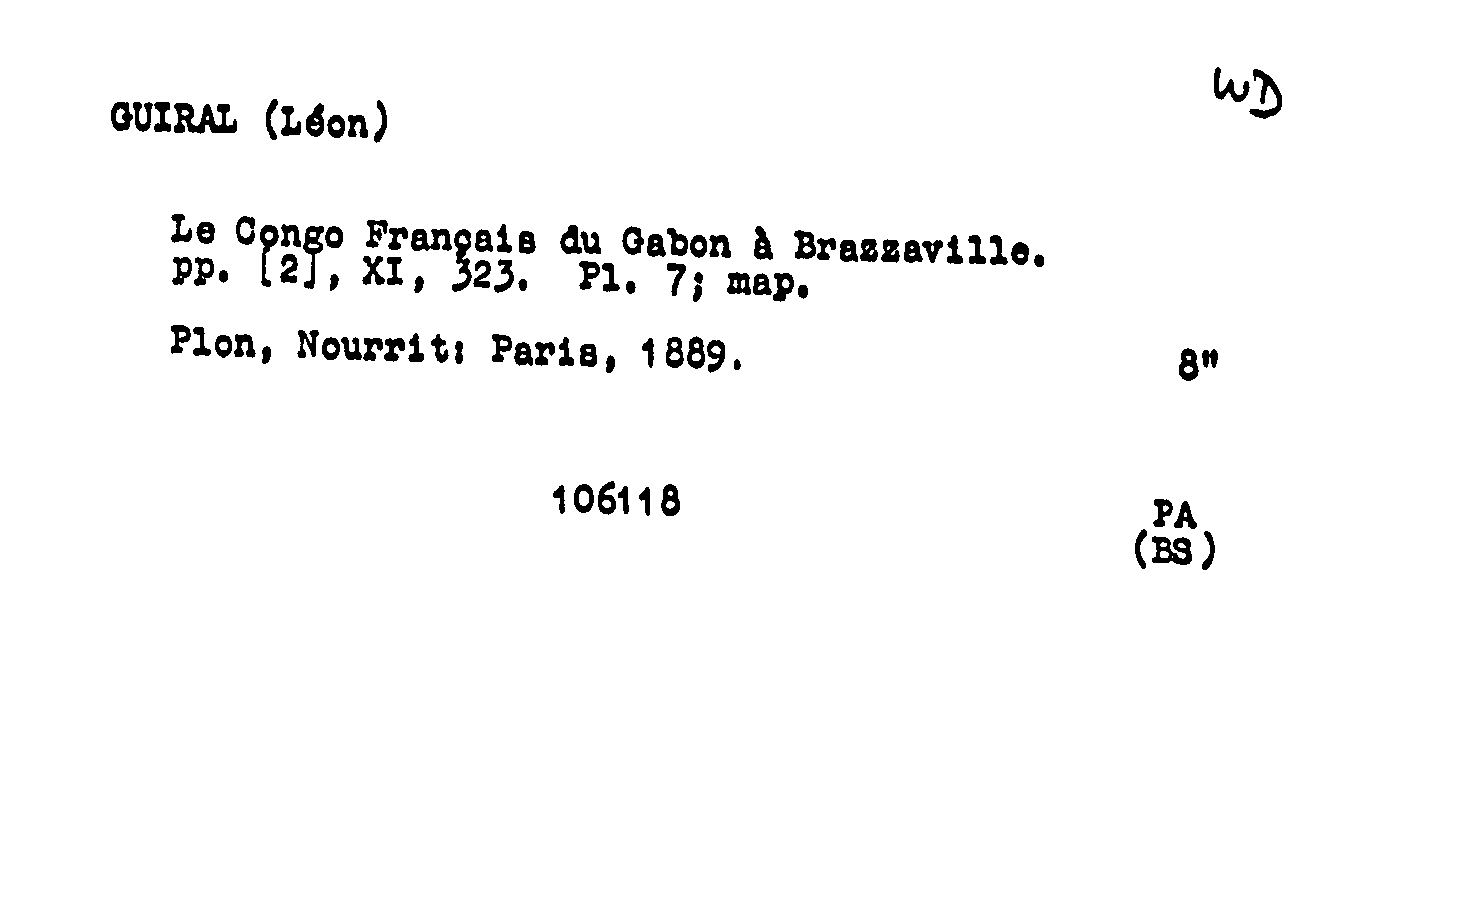 WD
GUIRAL (Léon)
Le Congo Français du Gabon à Brazzaville.
pp. [2], XI, 323. Pl. 7; map.
Plon, Nourrit: Paris, 1889.
8"
106118
PA
(BS)